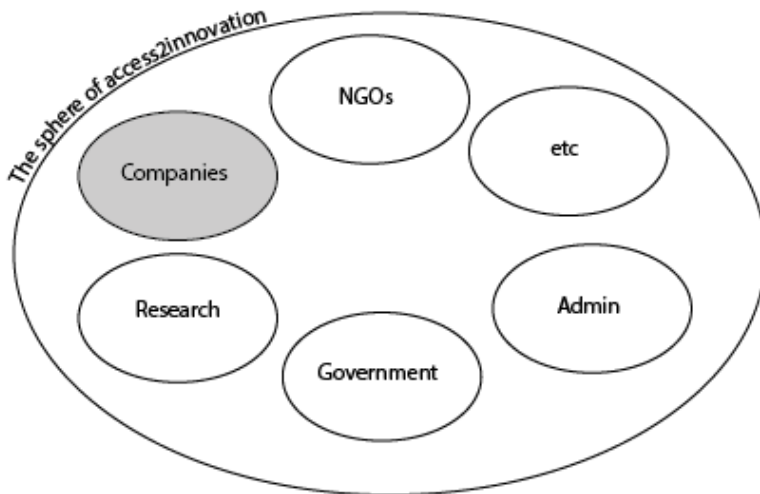 The sphere of access2innovation
NGOs
etc
Companies
Research
Admin
Government